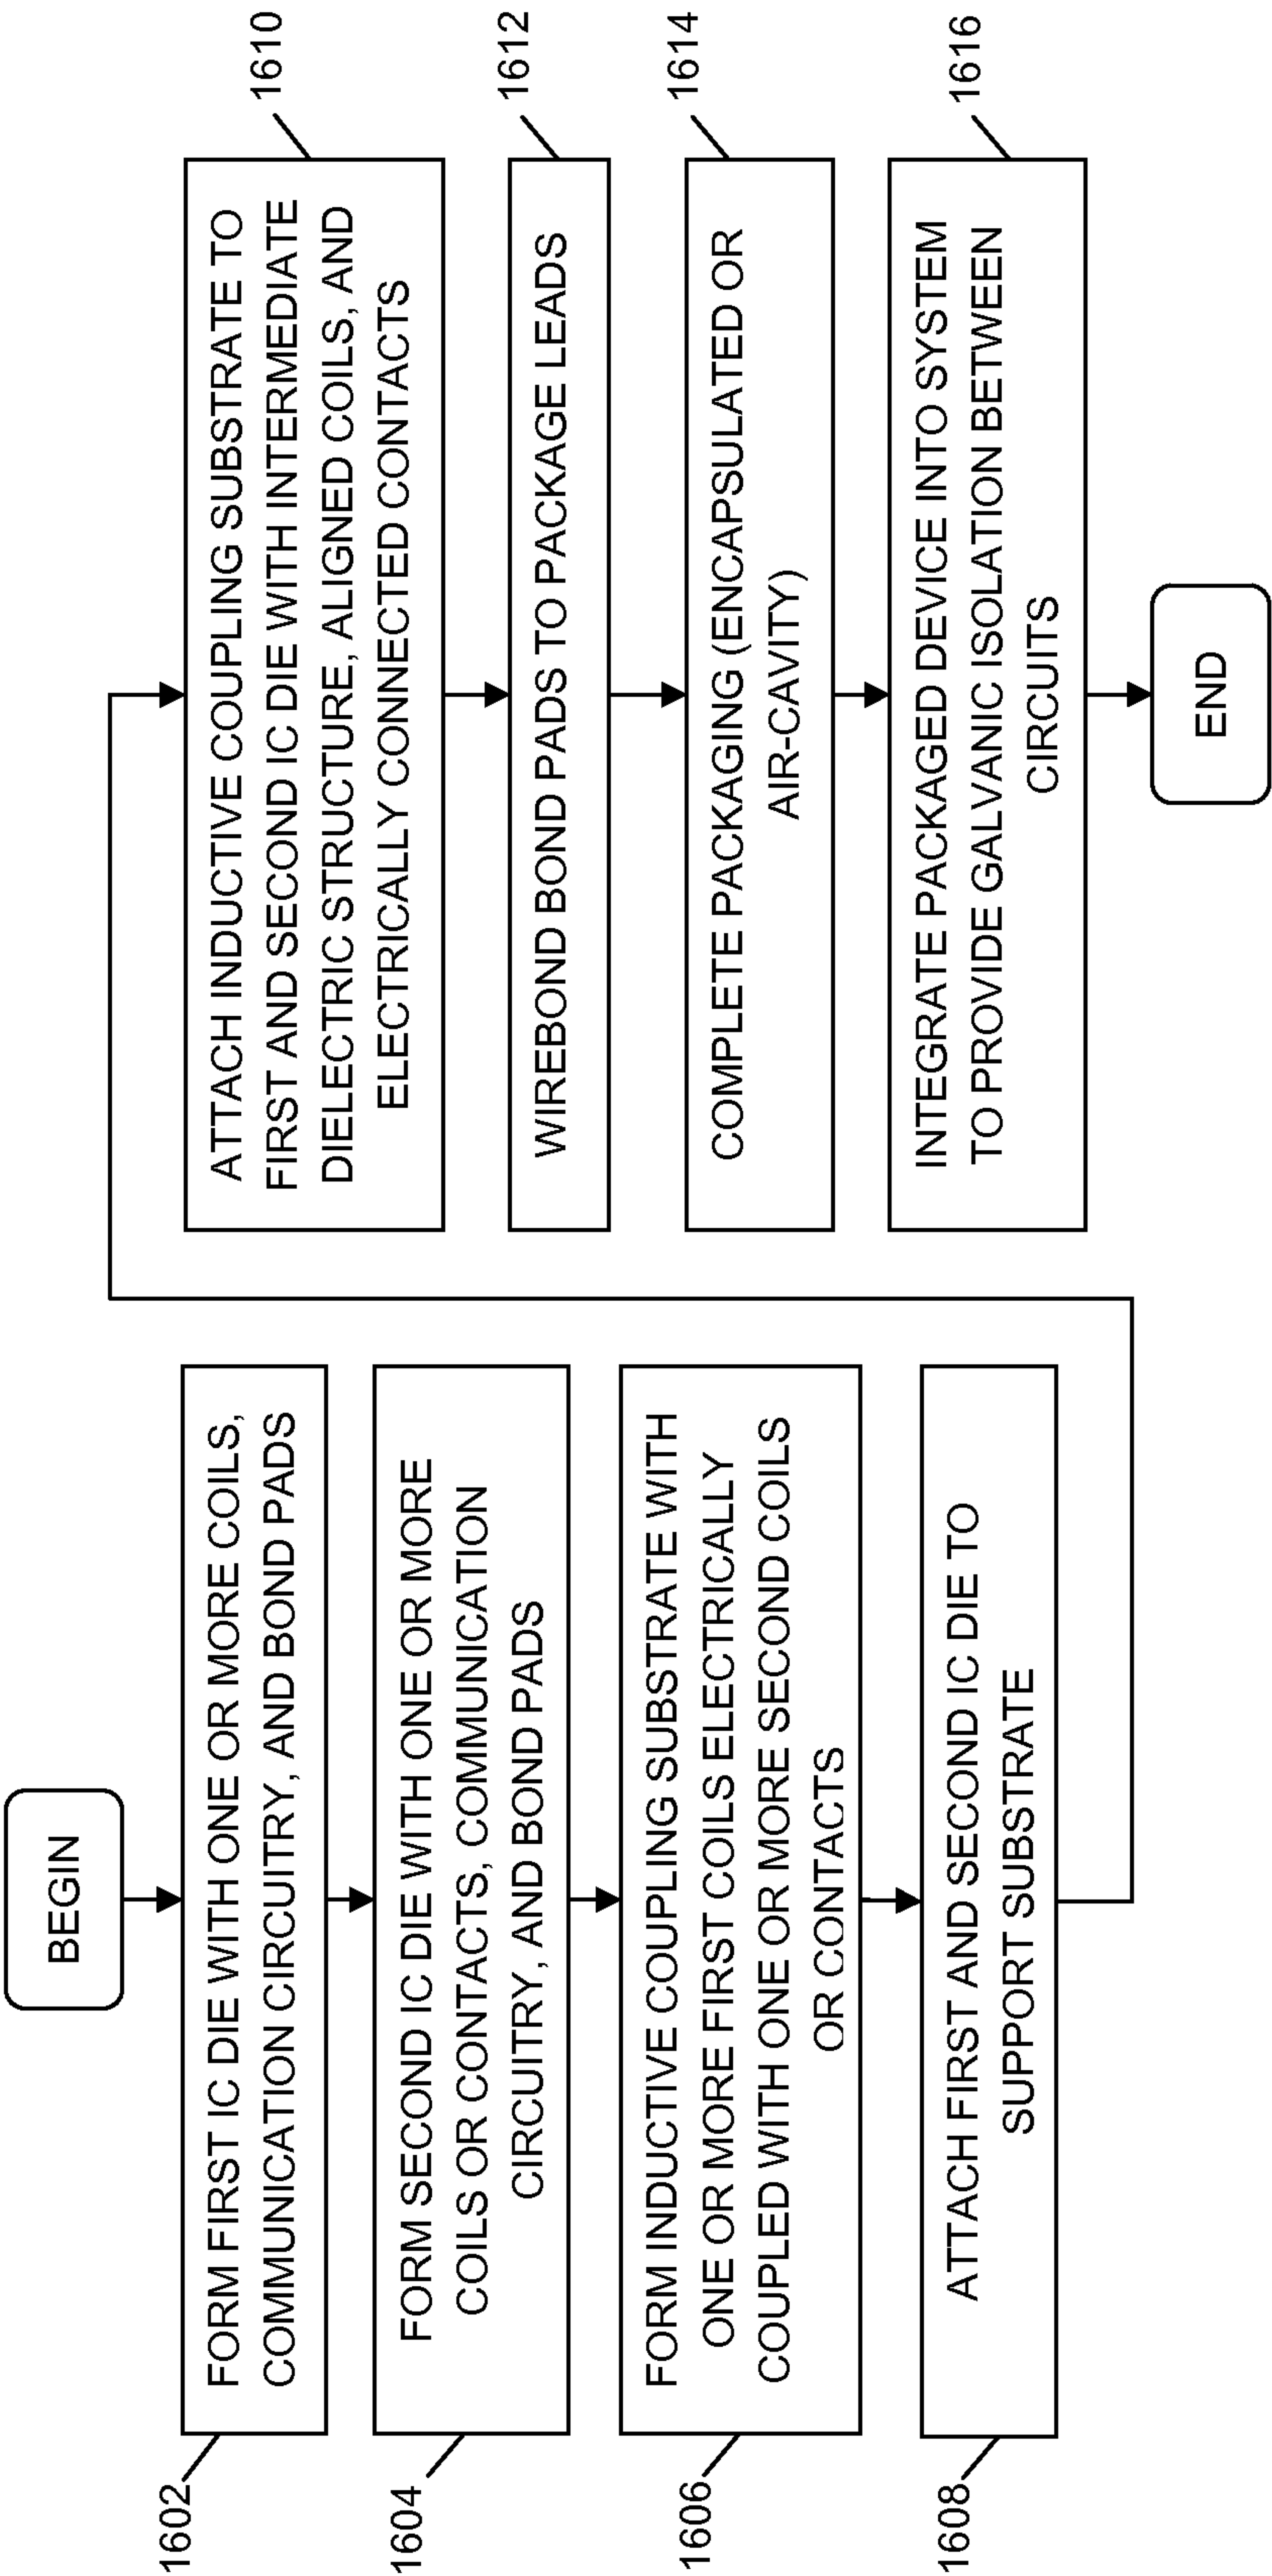 BEGIN
1602
FORM FIRST IC DIE WITH ONE OR MORE COILS,
COMMUNICATION CIRCUITRY, AND BOND PADS
1604
FORM SECOND IC DIE WITH ONE OR MORE
COILS OR CONTACTS, COMMUNICATION
CIRCUITRY, AND BOND PADS
1606
FORM INDUCTIVE COUPLING SUBSTRATE WITH
ONE OR MORE FIRST COILS ELECTRICALLY
COUPLED WITH ONE OR MORE SECOND COILS
OR CONTACTS
1608
ATTACH FIRST AND SECOND IC DIE TO
SUPPORT SUBSTRATE
1610
ATTACH INDUCTIVE COUPLING SUBSTRATE TO
FIRST AND SECOND IC DIE WITH INTERMEDIATE
DIELECTRIC STRUCTURE, ALIGNED COILS, AND
ELECTRICALLY CONNECTED CONTACTS
1612
WIREBOND BOND PADS TO PACKAGE LEADS
1614
COMPLETE PACKAGING (ENCAPSULATED OR
AIR-CAVITY)
1616
INTEGRATE PACKAGED DEVICE INTO SYSTEM
TO PROVIDE GALVANIC ISOLATION BETWEEN
CIRCUITS
END